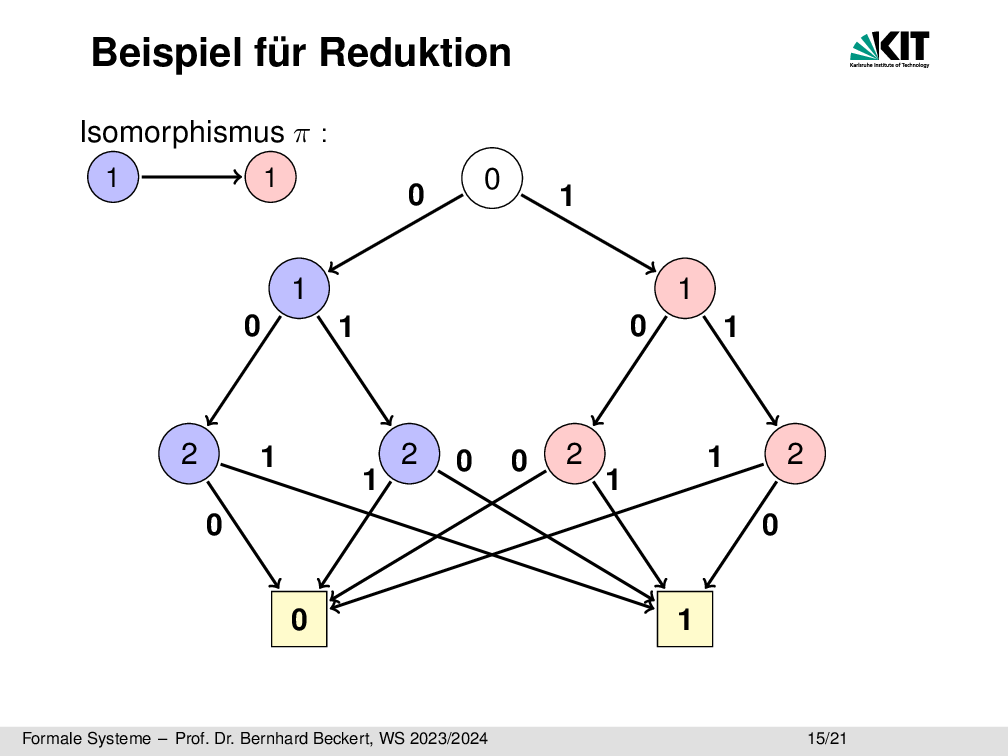 Beispiel für Reduktion
KIT
Karlsruhe Institute of Technology
Isomorphismus π :
1 1
0
0 1
1 1
0 1 0 1
2 1 2 0 0 2 1 2
1 1
0 0
0 1
Formale Systeme – Prof. Dr. Bernhard Beckert, WS 2023/2024 15/21